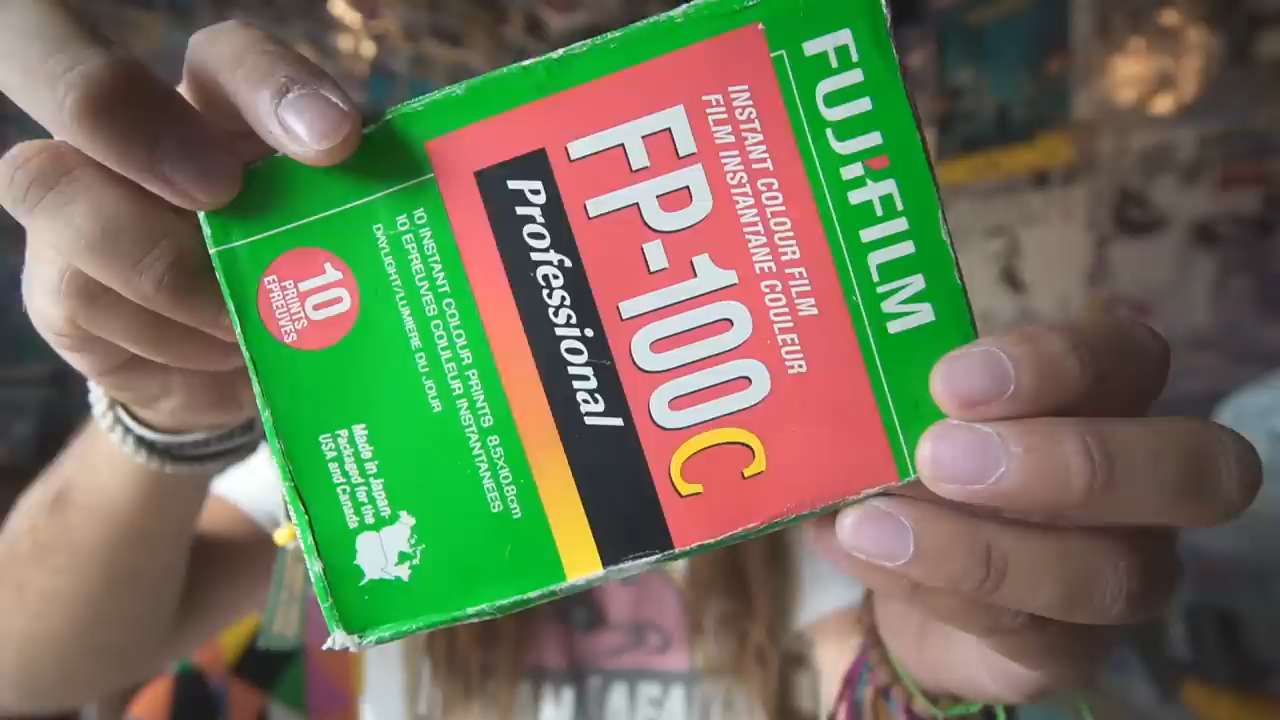 FUJIFILM
INSTANT COLOUR FILM
FILM INSTANTANE COULEUR
FP-100C
Professional
10 INSTANT COLOUR PRINTS 8.5X10.8cm
10 EPREUVES COULEUR INSTANTANEES
DAYLIGHT/LUMIERE DU JOUR
10
PRINTS
EPREUVES
Made in Japan-
Packaged for the
USA and Canada